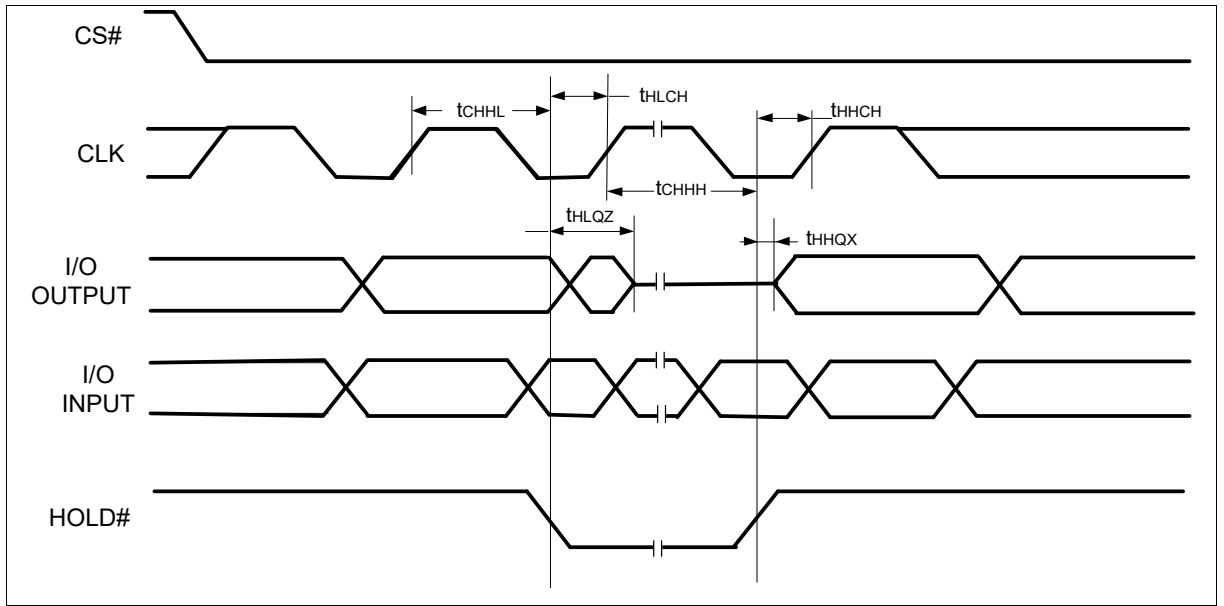 CS#
tCHHL
tHLCH
tHHCH
CLK
tCHHH
tHLQZ
tHHQX
I/O
OUTPUT
I/O
INPUT
HOLD#